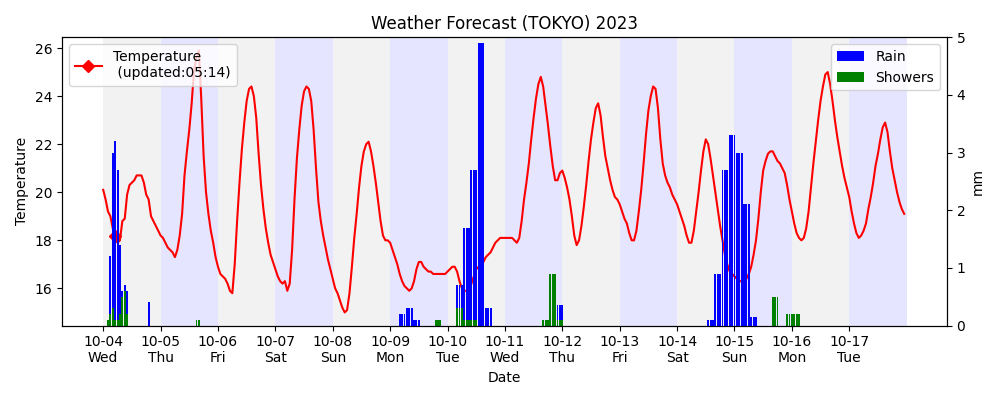 Weather Forecast (TOKYO) 2023
Temperature
(updated:05:14)
Rain
Showers
Temperature
26
24
22
20
18
16
5
4
3
2
1
0
mm
10-04 10-05 10-06 10-07 10-08 10-09 10-10 10-11 10-12 10-13 10-14 10-15 10-16 10-17
Wed Thu Fri Sat Sun Mon Tue Wed Thu Fri Sat Sun Mon Tue
Date